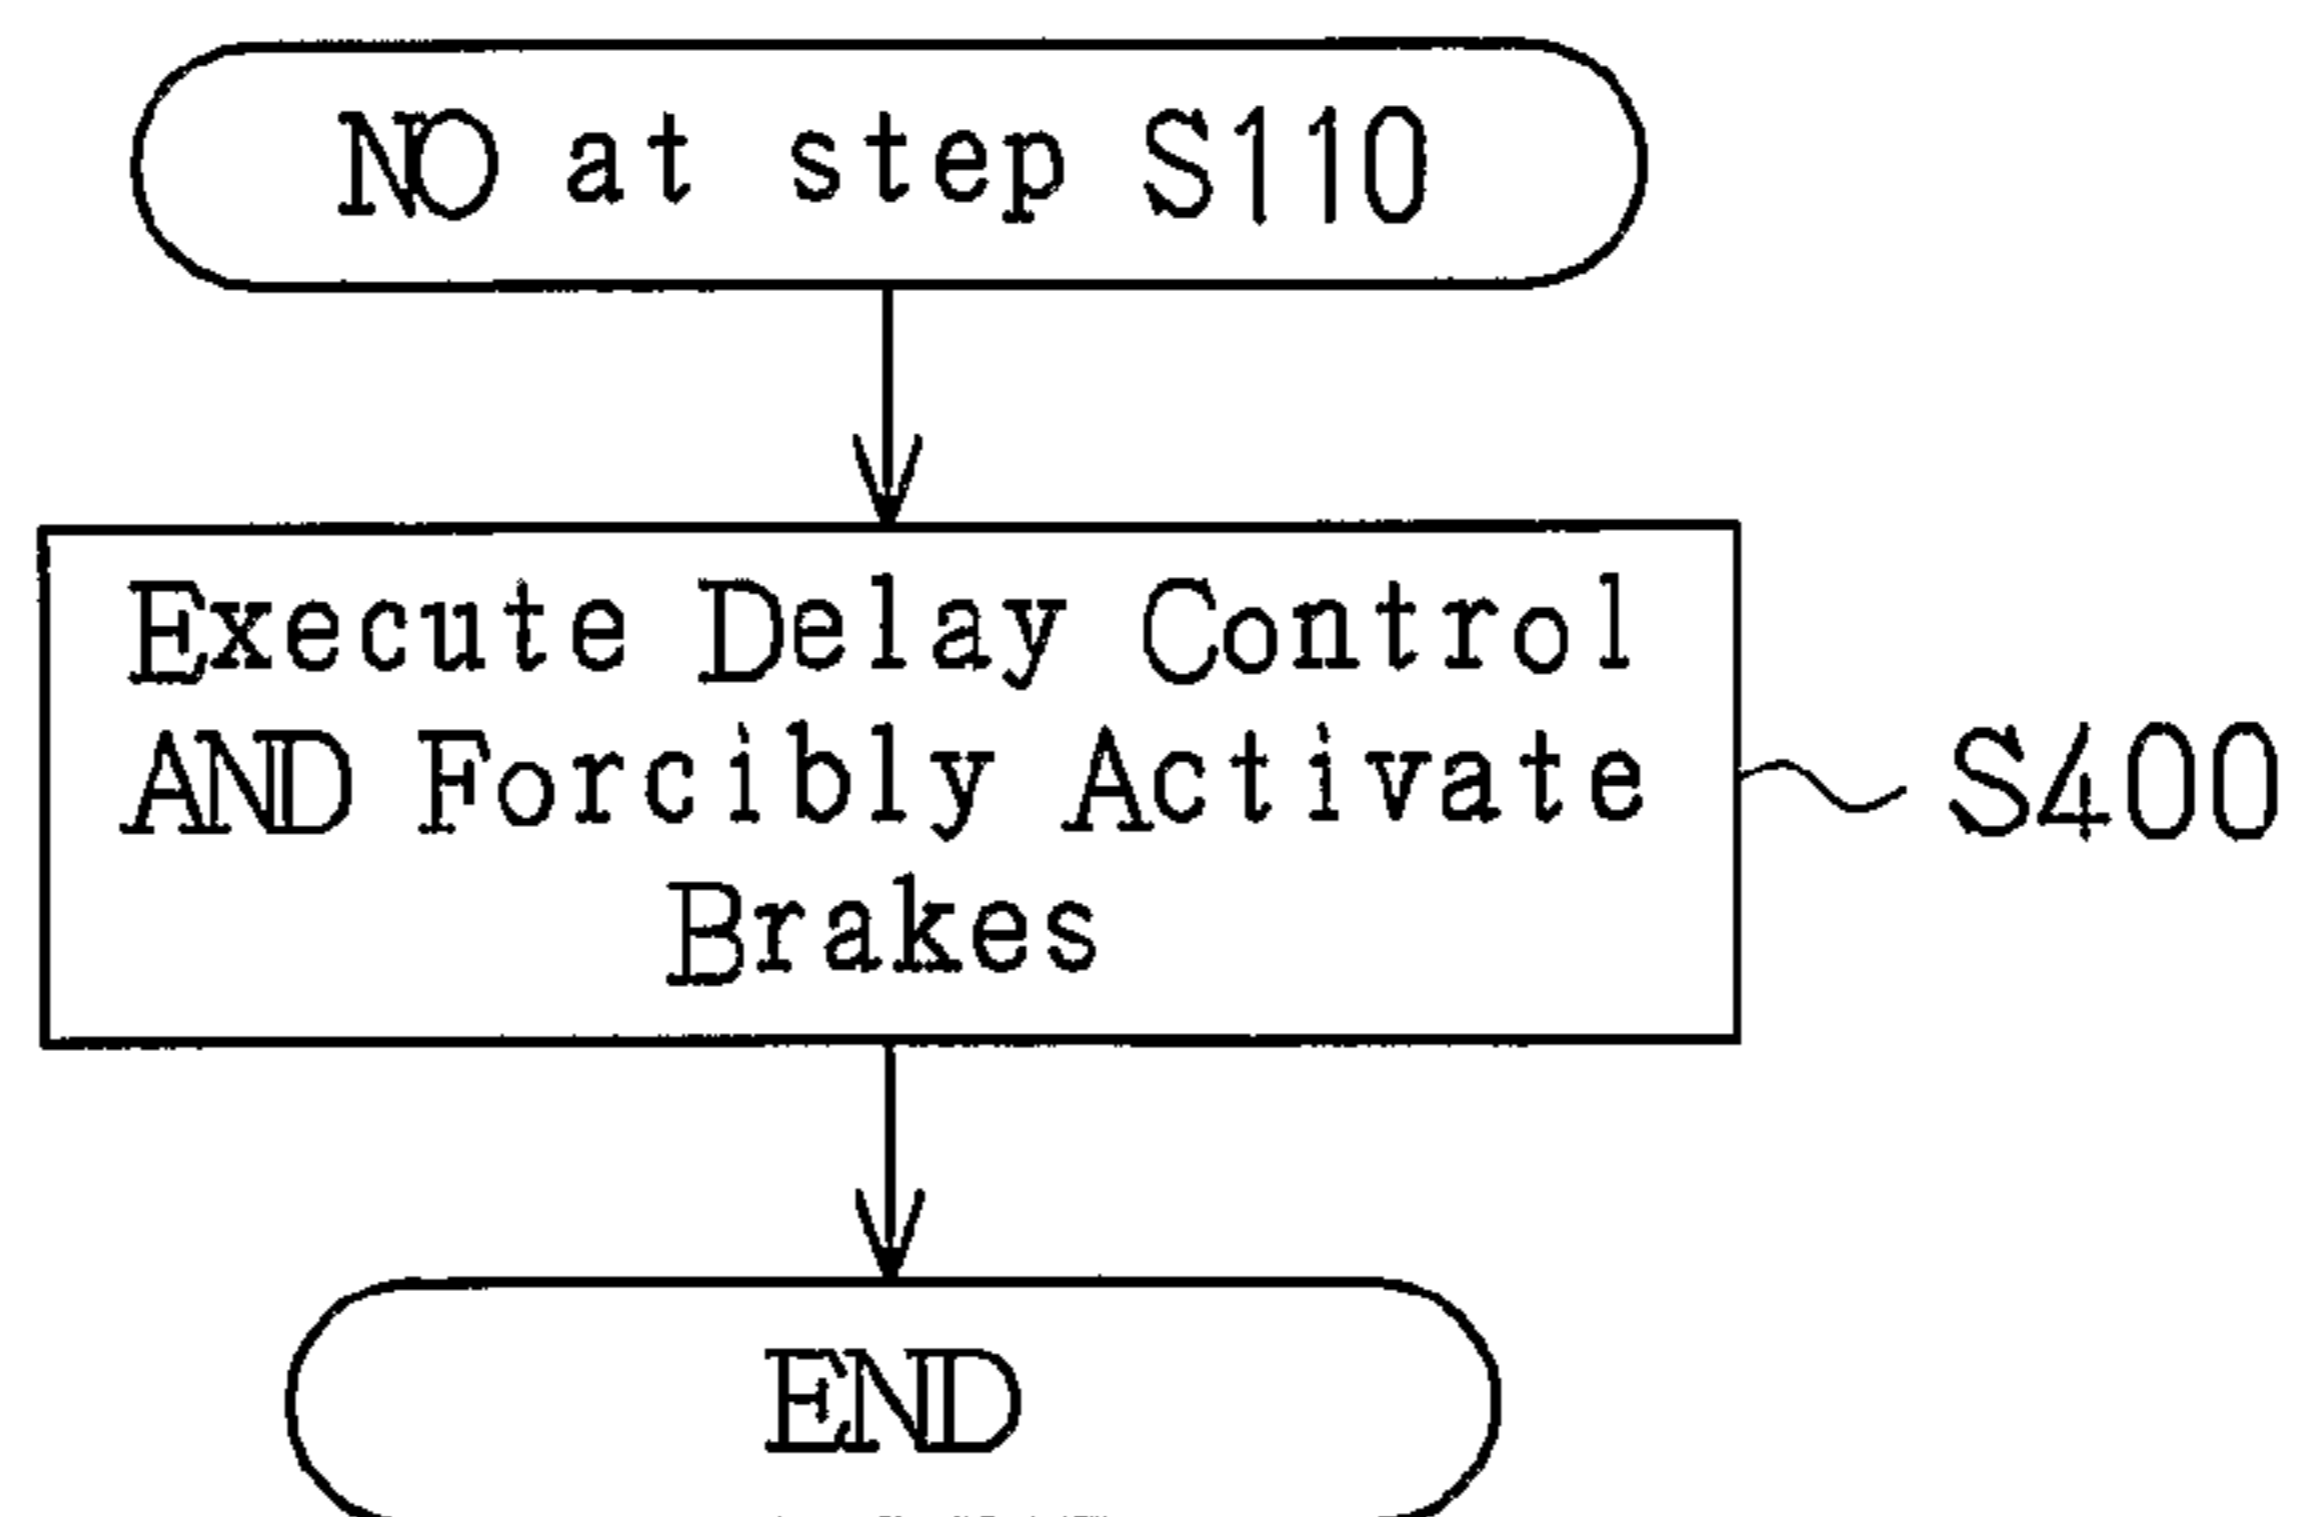 NO at step S110
Execute Delay Control
AND Forcibly Activate
Brakes
S400
END